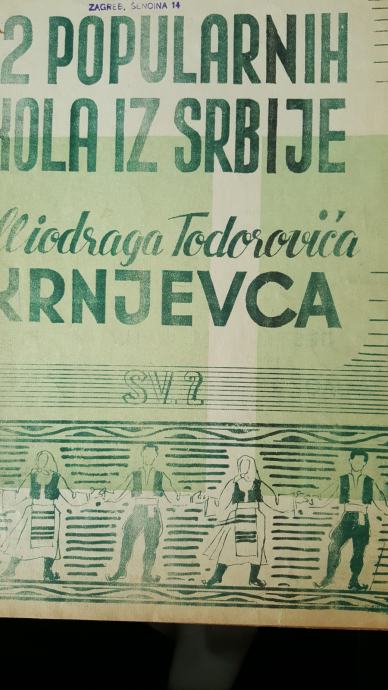 ZAGREB, ŠENOINA 14
2 POPULARNIH
KOLA IZ SRBIJE
Miodraga Todorovića
KRNJEVCA
SV. 2